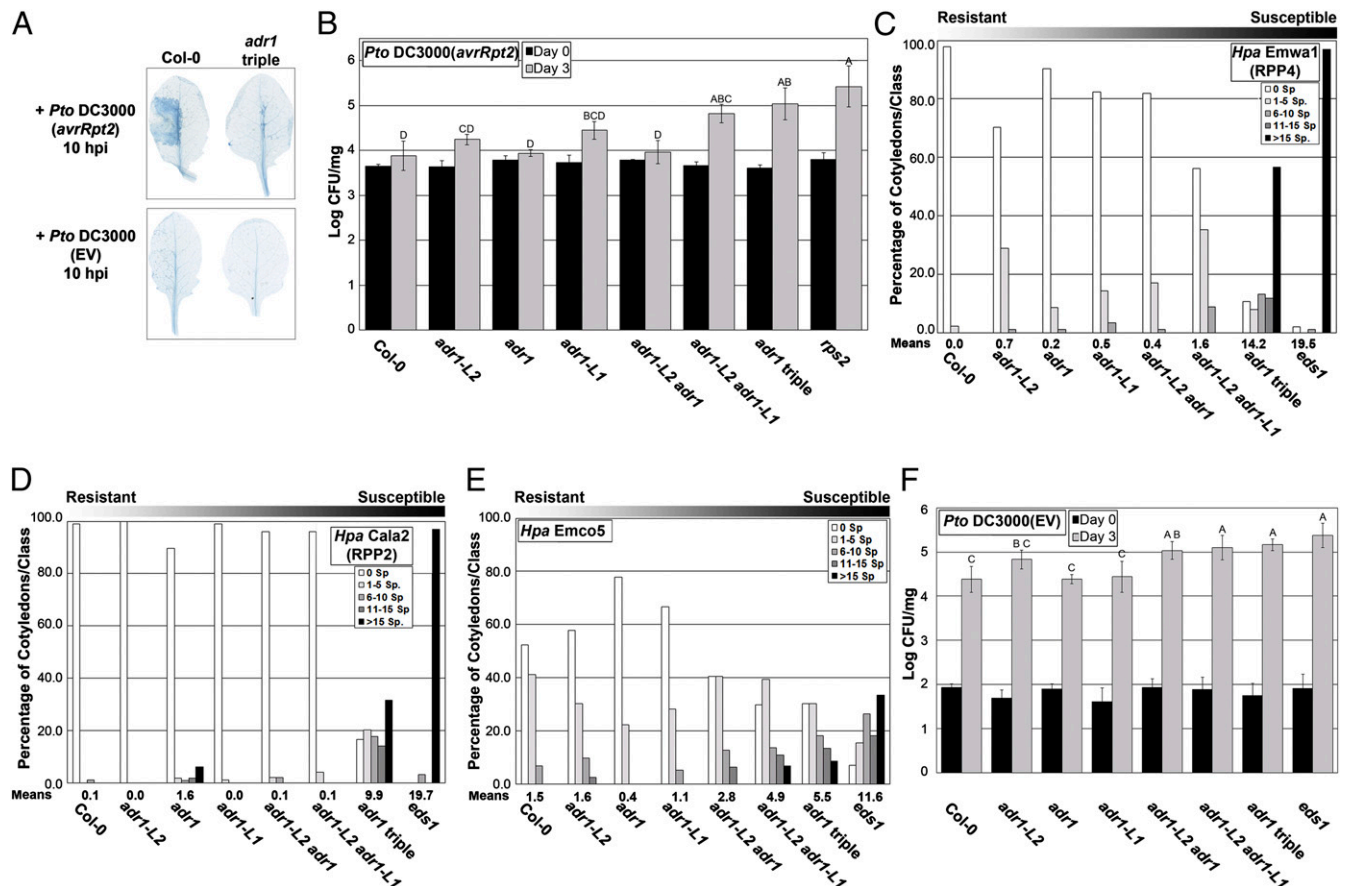 A
Col-0
adr1
triple
+ Pto DC3000
(avrRpt2)
10 hpi
+ Pto DC3000
(EV)
10 hpi
B
Pto DC3000(avrRpt2)
Day 0
Day 3
Log CFU/mg
6
5
4
3
2
1
0
D
CD
D
BCD
D
ABC
AB
A
Col-0
adr1-L2
adr1
adr1-L1
adr1-L2 adr1
adr1-L2 adr1-L1
adr1 triple
rps2
C
Resistant
Susceptible
Hpa Emwa1
(RPP4)
0 Sp
1-5 Sp.
6-10 Sp
11-15 Sp
>15 Sp.
Percentage of Cotyledons/Class
100.0
80.0
60.0
40.0
20.0
0.0
Means 0.0 0.7 0.2 0.5 0.4 1.6 14.2 19.5
Col-0
adr1-L2
adr1
adr1-L1
adr1-L2 adr1
adr1-L2 adr1-L1
adr1 triple
eds1
D
Resistant
Susceptible
Hpa Cala2
(RPP2)
0 Sp
1-5 Sp.
6-10 Sp
11-15 Sp
>15 Sp.
Percentage of Cotyledons/Class
100.0
80.0
60.0
40.0
20.0
0.0
Means 0.1 0.0 1.6 0.0 0.1 0.1 9.9 19.7
Col-0
adr1-L2
adr1
adr1-L1
adr1-L2 adr1
adr1-L2 adr1-L1
adr1 triple
eds1
E
Resistant
Susceptible
Hpa Emco5
0 Sp
1-5 Sp.
6-10 Sp
11-15 Sp
>15 Sp.
Percentage of Cotyledons/Class
100.0
80.0
60.0
40.0
20.0
0.0
Means 1.5 1.6 0.4 1.1 2.8 4.9 5.5 11.6
Col-0
adr1-L2
adr1
adr1-L1
adr1-L2 adr1
adr1-L2 adr1-L1
adr1 triple
eds1
F
Pto DC3000(EV)
Day 0
Day 3
Log CFU/mg
6
5
4
3
2
1
0
C
B C
C
C
A B
A
A
A
Col-0
adr1-L2
adr1
adr1-L1
adr1-L2 adr1
adr1-L2 adr1-L1
adr1 triple
eds1